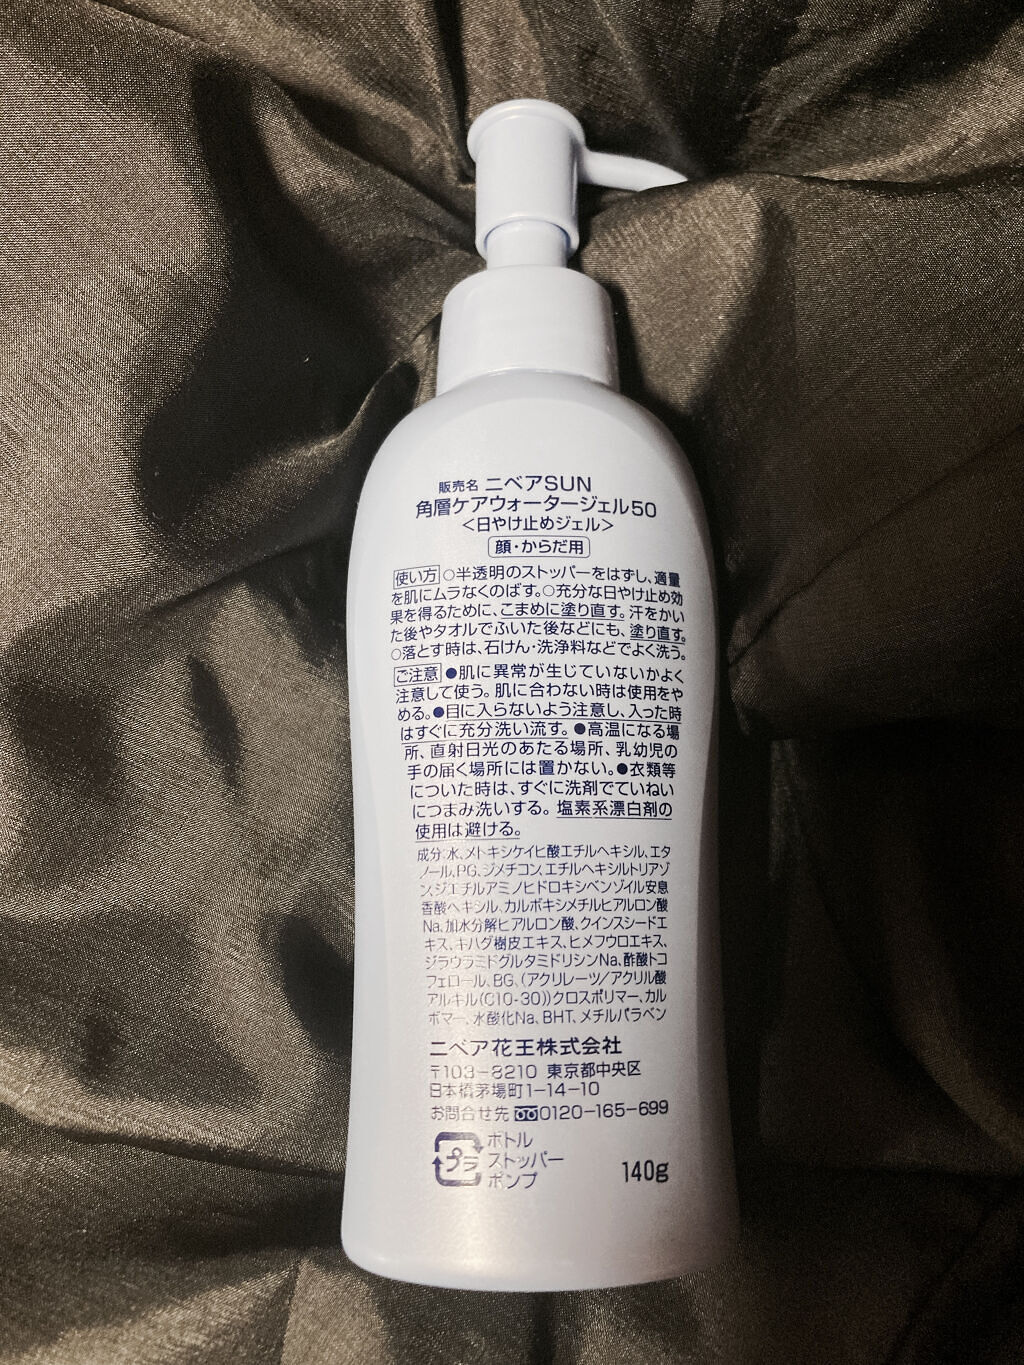 販売名 ニベアSUN
角層ケアウォータージェル50
<日やけ止めジェル>
顔・からだ用
使い方 ○半透明のストッパーをはずし、適量
を肌にムラなくのばす。○充分な日やけ止め効
果を得るために、こまめに塗り直す。汗をかい
た後やタオルでふいた後などにも、塗り直す。
○落とす時は、石けん・洗浄料などでよく洗う。
ご注意 ●肌に異常が生じていないかよく
注意して使う。肌に合わない時は使用をや
める。●目に入らないよう注意し、入った時
はすぐに充分洗い流す。●高温になる場
所、直射日光のあたる場所、乳幼児の
手の届く場所には置かない。●衣類等
についた時は、すぐに洗剤でていねい
につまみ洗いする。塩素系漂白剤の
使用は避ける。
成分:水、メトキシケイヒ酸エチルヘキシル、エタ
ノール、PG、ジメチコン、エチルヘキシルトリアゾ
ン、ジエチルアミノヒドロキシベンゾイル安息
香酸ヘキシル、カルボキシメチルヒアルロン酸
Na、加水分解ヒアルロン酸、クインスシードエ
キス、キハダ樹皮エキス、ヒメフウロエキス、
ジラウラミドグルタミドリシンNa、酢酸トコ
フェロール、BG、(アクリレーツ/アクリル酸
アルキル(C10-30))クロスポリマー、カル
ボマー、水酸化Na、BHT、メチルパラベン
ニベア花王株式会社
〒103-8210 東京都中央区
日本橋茅場町1-14-10
お問合せ先 0120-165-699
プラ ボトル
ストッパー
ポンプ
140g